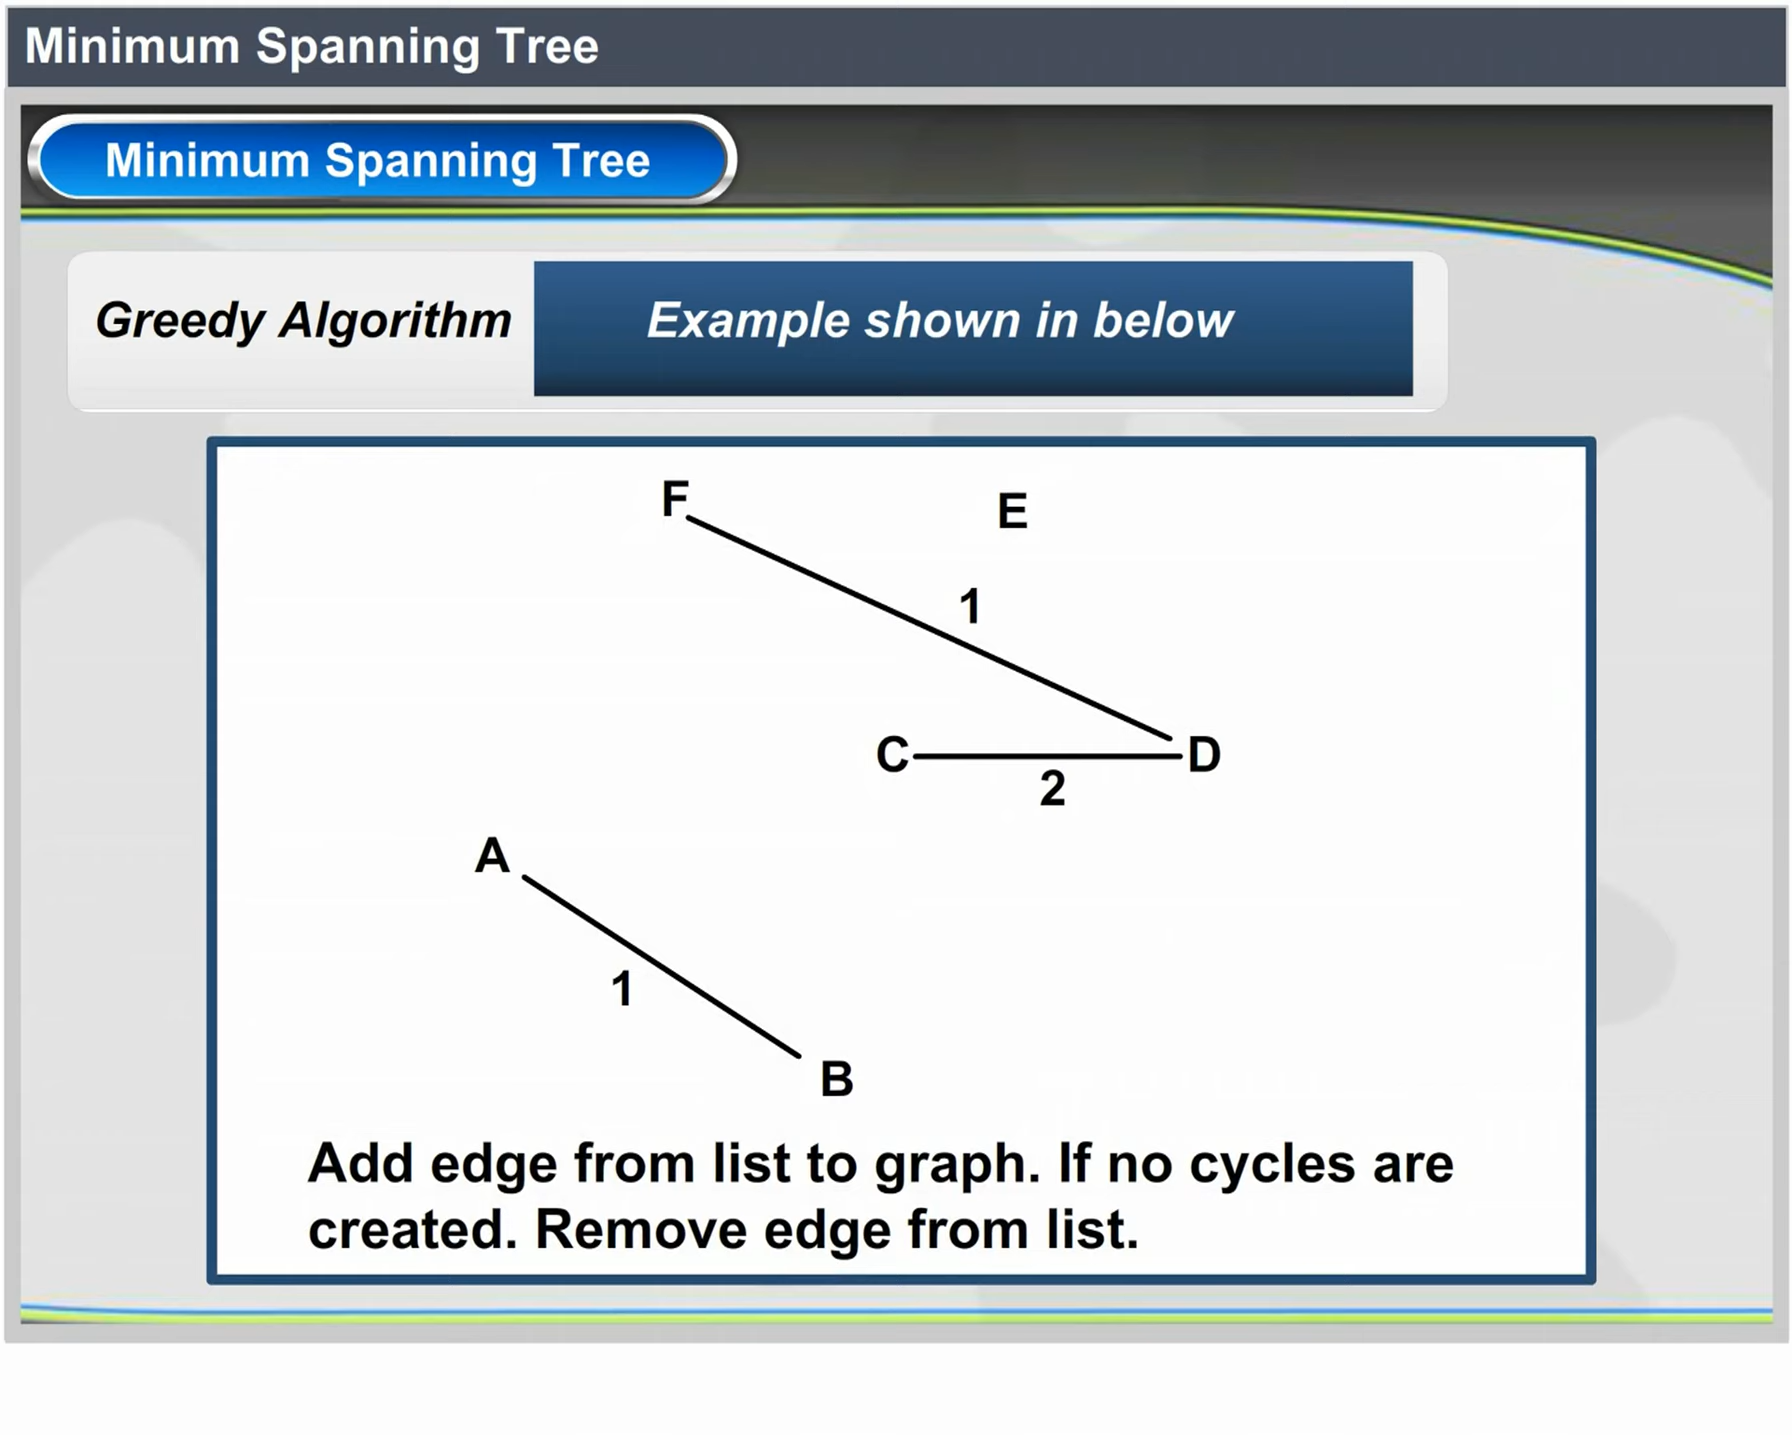 Minimum Spanning Tree
Minimum Spanning Tree
Greedy Algorithm
Example shown in below
F
E
1
C
D
2
A
1
B
Add edge from list to graph. If no cycles are
created. Remove edge from list.